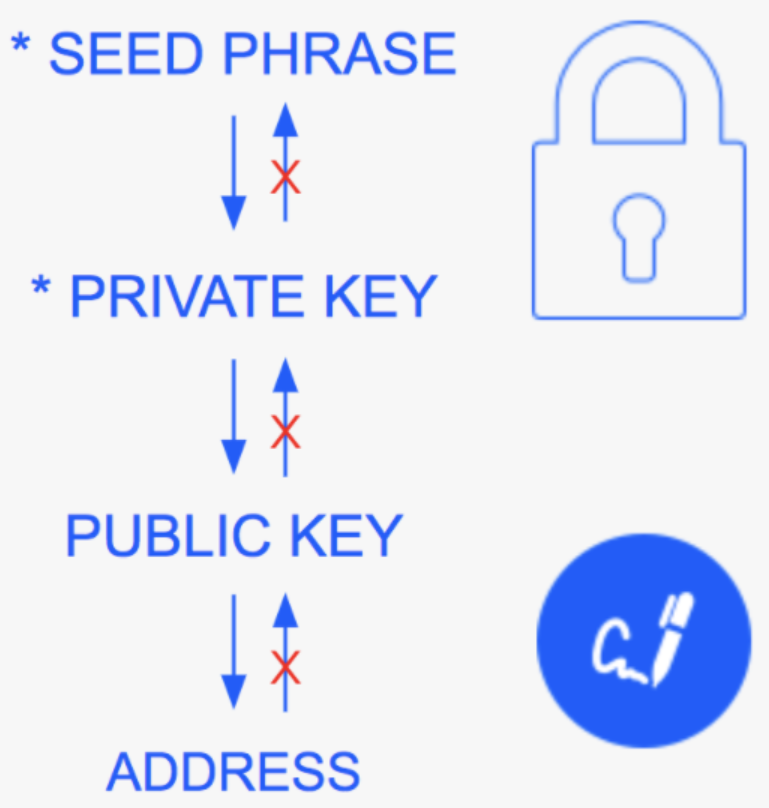 * SEED PHRASE
X
* PRIVATE KEY
X
PUBLIC KEY
X
ADDRESS